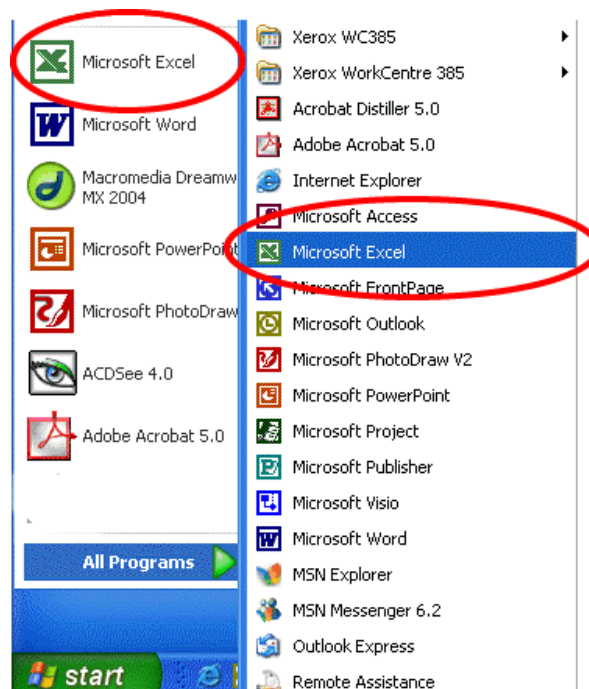 Microsoft Excel
Microsoft Word
Macromedia Dreamw
MX 2004
Microsoft PowerPoint
Microsoft PhotoDraw
ACDSee 4.0
Adobe Acrobat 5.0
All Programs
start
Xerox WC385
Xerox WorkCentre 385
Acrobat Distiller 5.0
Adobe Acrobat 5.0
Internet Explorer
Microsoft Access
Microsoft Excel
Microsoft FrontPage
Microsoft Outlook
Microsoft PhotoDraw V2
Microsoft PowerPoint
Microsoft Project
Microsoft Publisher
Microsoft Visio
Microsoft Word
MSN Explorer
MSN Messenger 6.2
Outlook Express
Remote Assistance